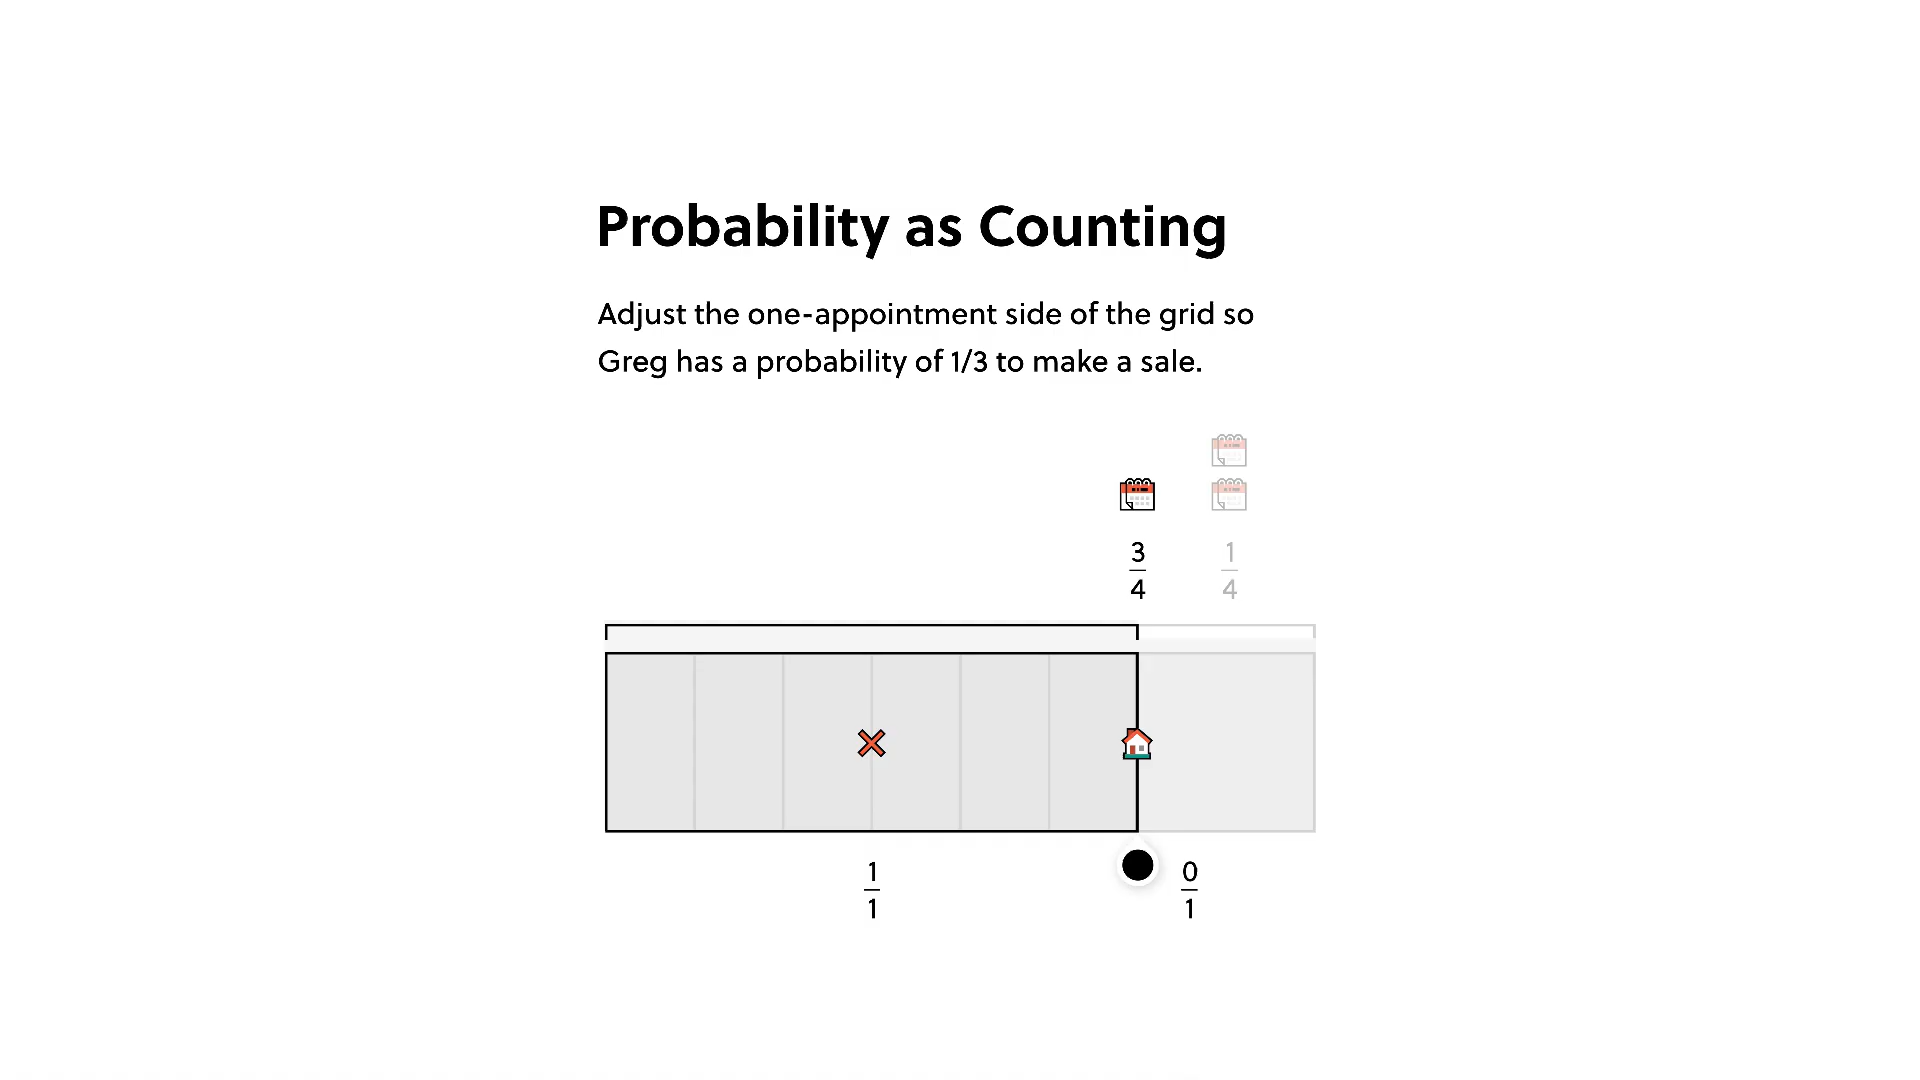 Probability as Counting
Adjust the one-appointment side of the grid so
Greg has a probability of 1/3 to make a sale.
3 1
4 4
1 0
1 1